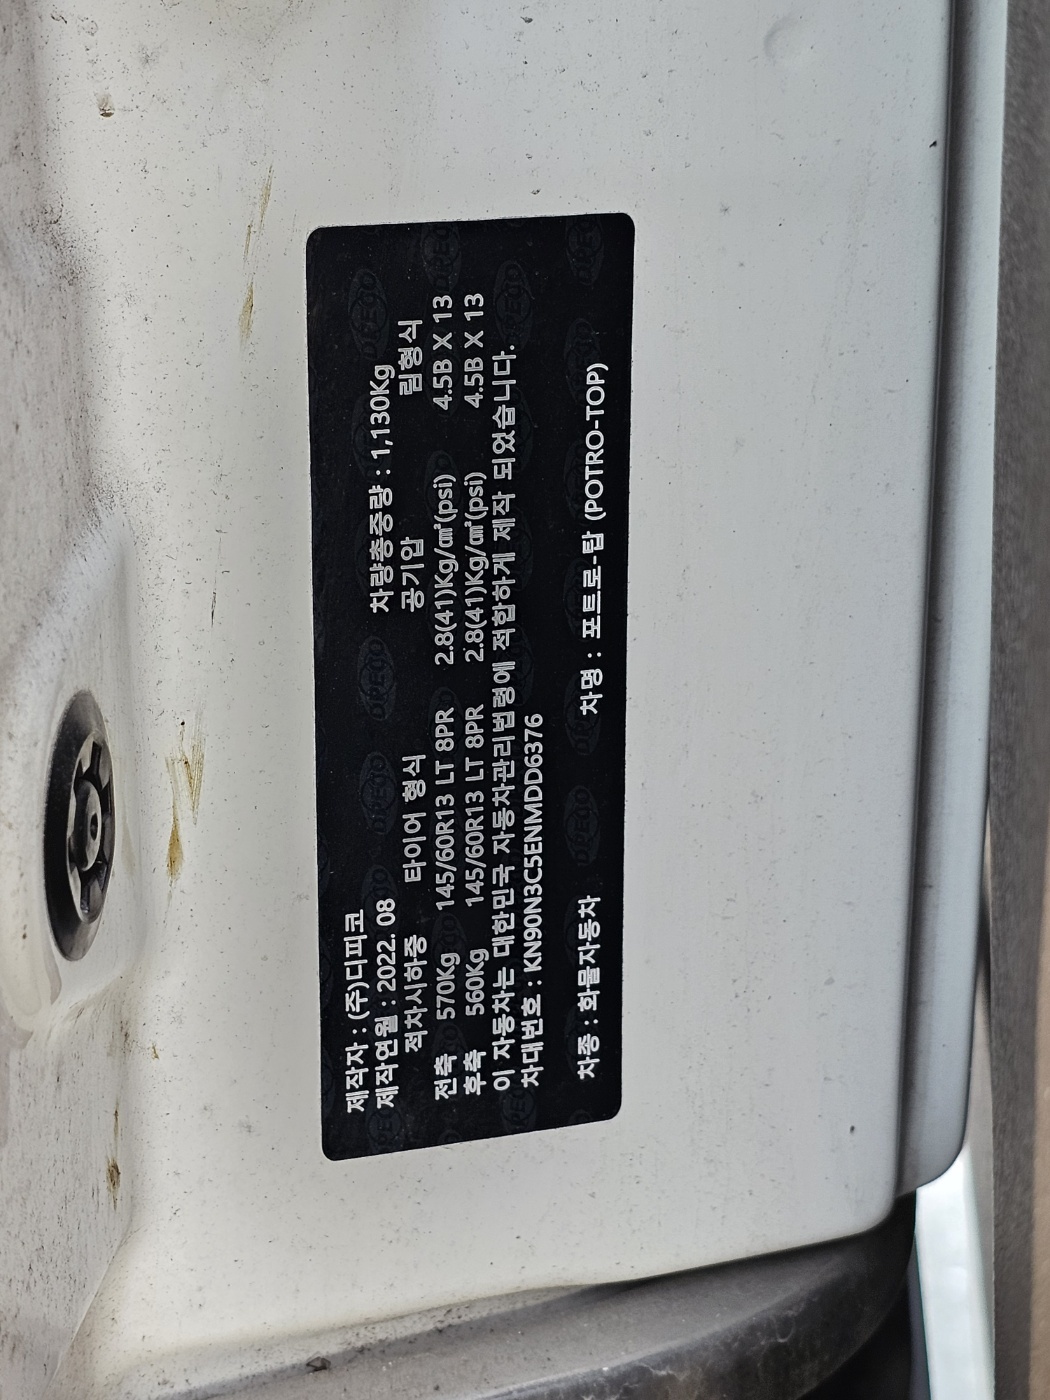 제작자 : (주)디피코
제작연월 : 2022. 08 차량총중량 : 1,130Kg
적차시하중 타이어 형식 공기압 림형식
전축 570Kg 145/60R13 LT 8PR 2.8(41)Kg/㎠(psi) 4.5B X 13
후축 560Kg 145/60R13 LT 8PR 2.8(41)Kg/㎠(psi) 4.5B X 13
이 자동차는 대한민국 자동차관리법령에 적합하게 제작 되었습니다.
차대번호 : KN90N3C5ENMDD6376
차종 : 화물자동차 차명 : 포트로-탑 (POTRO-TOP)